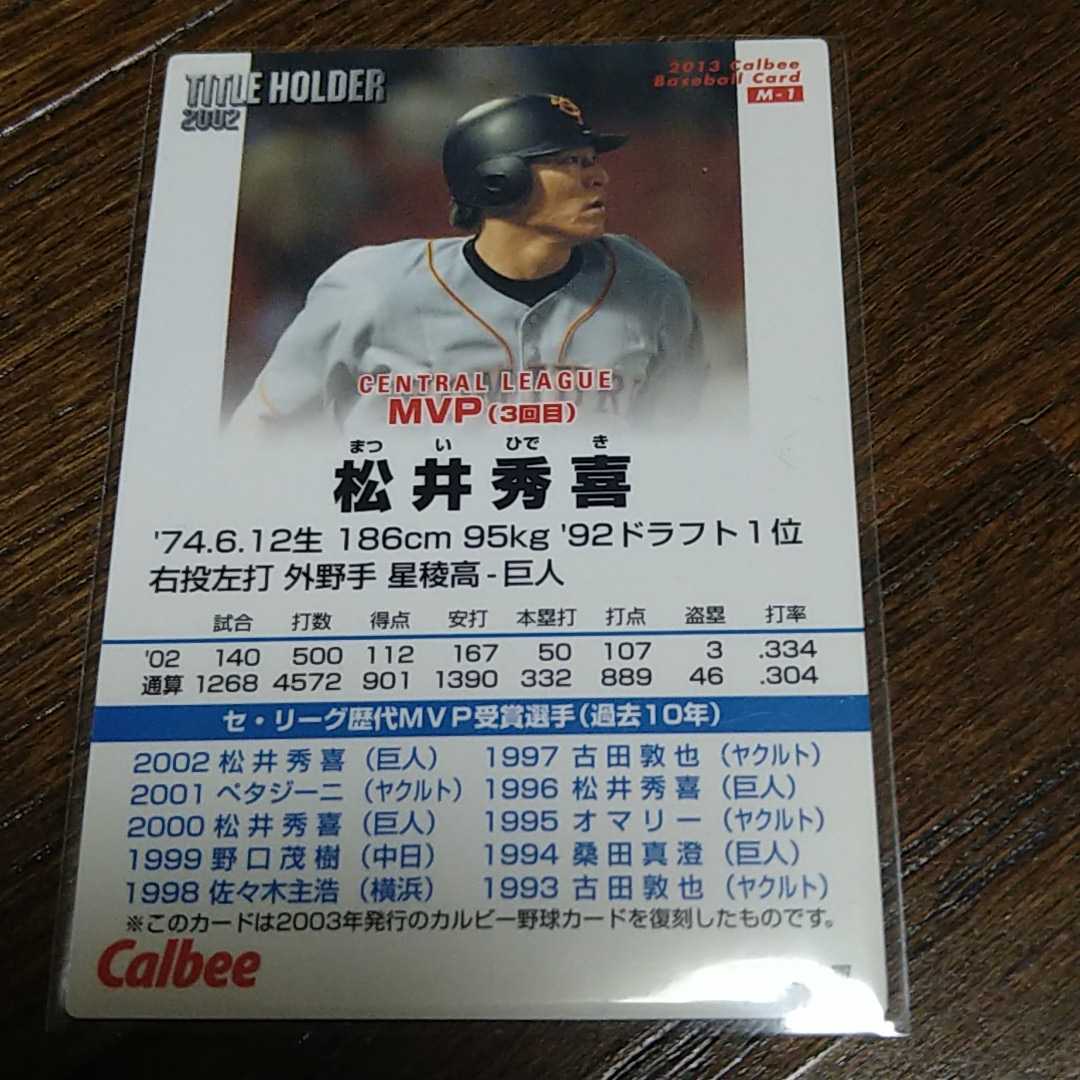 TITLE HOLDER
2002
2013 Calbee
Baseball Card
M-1
CENTRAL LEAGUE
MVP(3回目)
まつ い ひで き
松井秀喜
'74.6.12生 186cm 95kg '92ドラフト1位
右投左打 外野手 星稜高-巨人
試合 打数 得点 安打 本塁打 打点 盗塁 打率
'02 140 500 112 167 50 107 3 .334
通算 1268 4572 901 1390 332 889 46 .304
セ・リーグ歴代MVP受賞選手(過去10年)
2002 松井秀喜(巨人) 1997 古田敦也(ヤクルト)
2001 ペタジーニ(ヤクルト) 1996 松井秀喜(巨人)
2000 松井秀喜(巨人) 1995 オマリー(ヤクルト)
1999 野口茂樹(中日) 1994 桑田真澄(巨人)
1998 佐々木主浩(横浜) 1993 古田敦也(ヤクルト)
※このカードは2003年発行のカルビー野球カードを復刻したものです。
Calbee